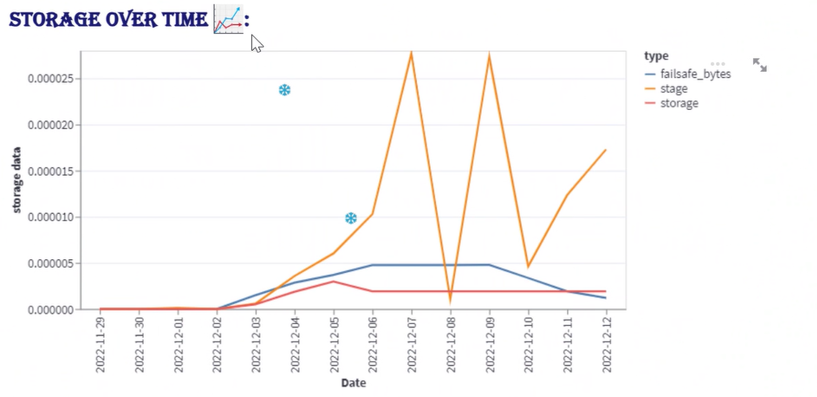 STORAGE OVER TIME :
type
failsafe_bytes
stage
storage
storage data
0.000025
0.000020
0.000015
0.000010
0.000005
0.000000
2022-11-29
2022-11-30
2022-12-01
2022-12-02
2022-12-03
2022-12-04
2022-12-05
2022-12-06
2022-12-07
2022-12-08
2022-12-09
2022-12-10
2022-12-11
2022-12-12
Date